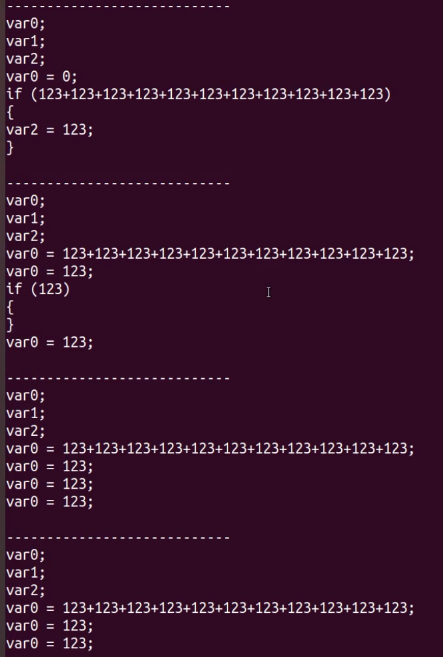 ----------------------------
var0;
var1;
var2;
var0 = 0;
if (123+123+123+123+123+123+123+123+123+123+123)
{
var2 = 123;
}
----------------------------
var0;
var1;
var2;
var0 = 123+123+123+123+123+123+123+123+123+123+123;
var0 = 123;
if (123)
{
}
var0 = 123;
----------------------------
var0;
var1;
var2;
var0 = 123+123+123+123+123+123+123+123+123+123+123;
var0 = 123;
var0 = 123;
var0 = 123;
----------------------------
var0;
var1;
var2;
var0 = 123+123+123+123+123+123+123+123+123+123+123;
var0 = 123;
var0 = 123;